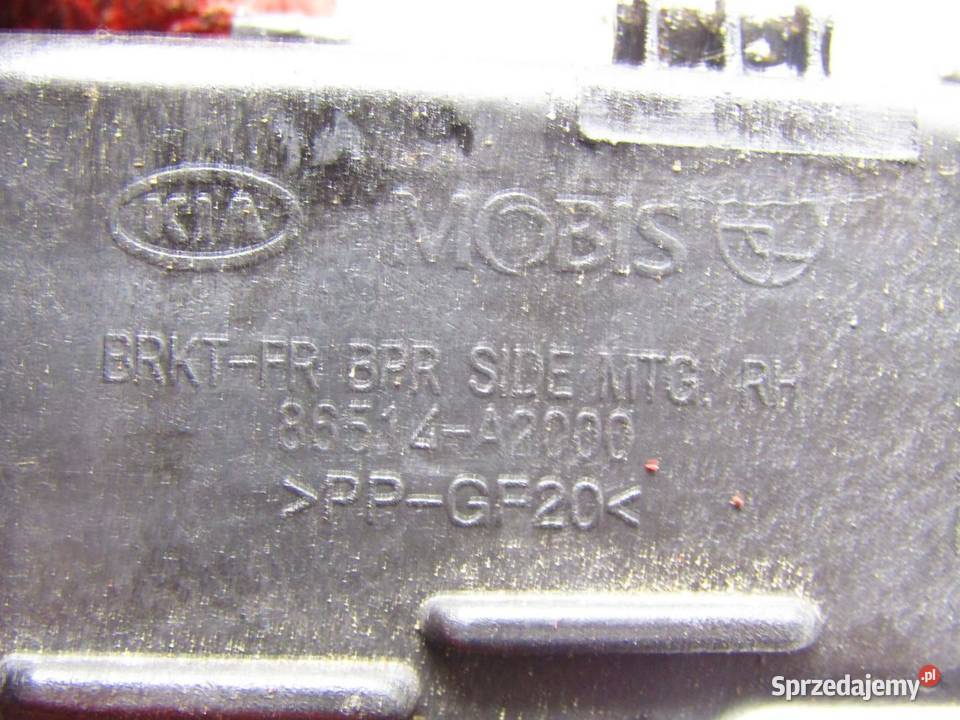 KIA MOBIS
BRKT-FR BPR SIDE MTG. RH
86514-A2000
>PP-GF20<
Sprzedajemy.pl